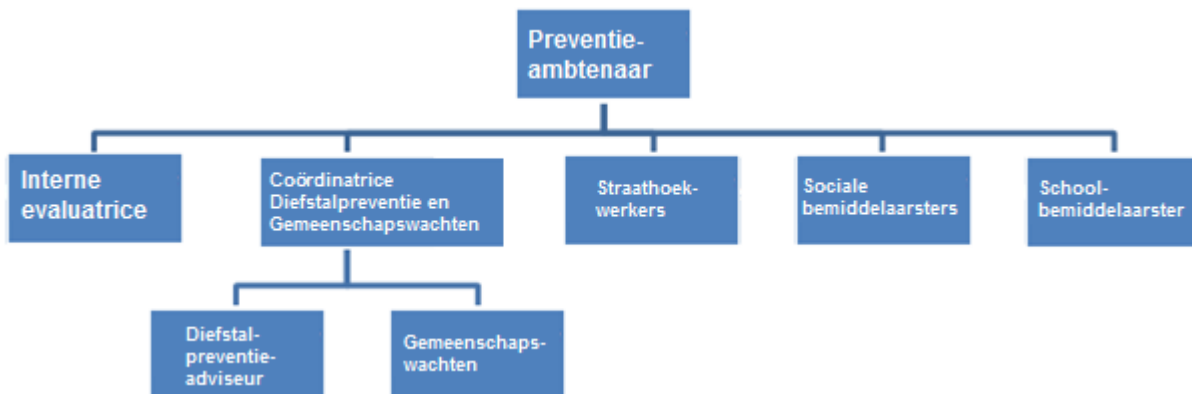 Preventie-
ambtenaar
Interne
evaluatrice
Coördinatrice
Diefstalpreventie en
Gemeenschapswachten
Straathoek-
werkers
Sociale
bemiddelaarsters
School-
bemiddelaarster
Diefstal-
preventie-
adviseur
Gemeenschaps-
wachten